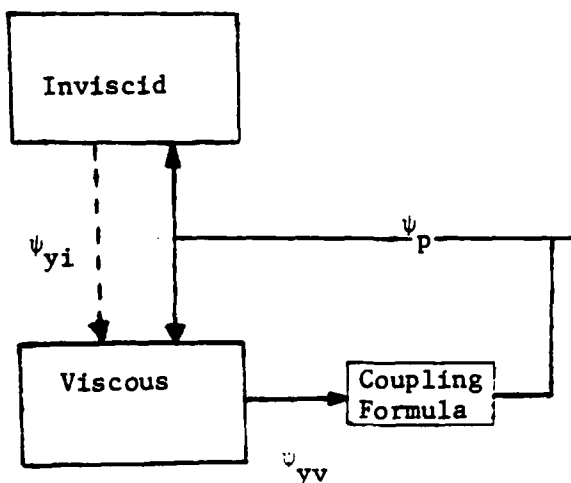 Inviscid
ψp
ψyi
Viscous
Coupling
Formula
ψyv